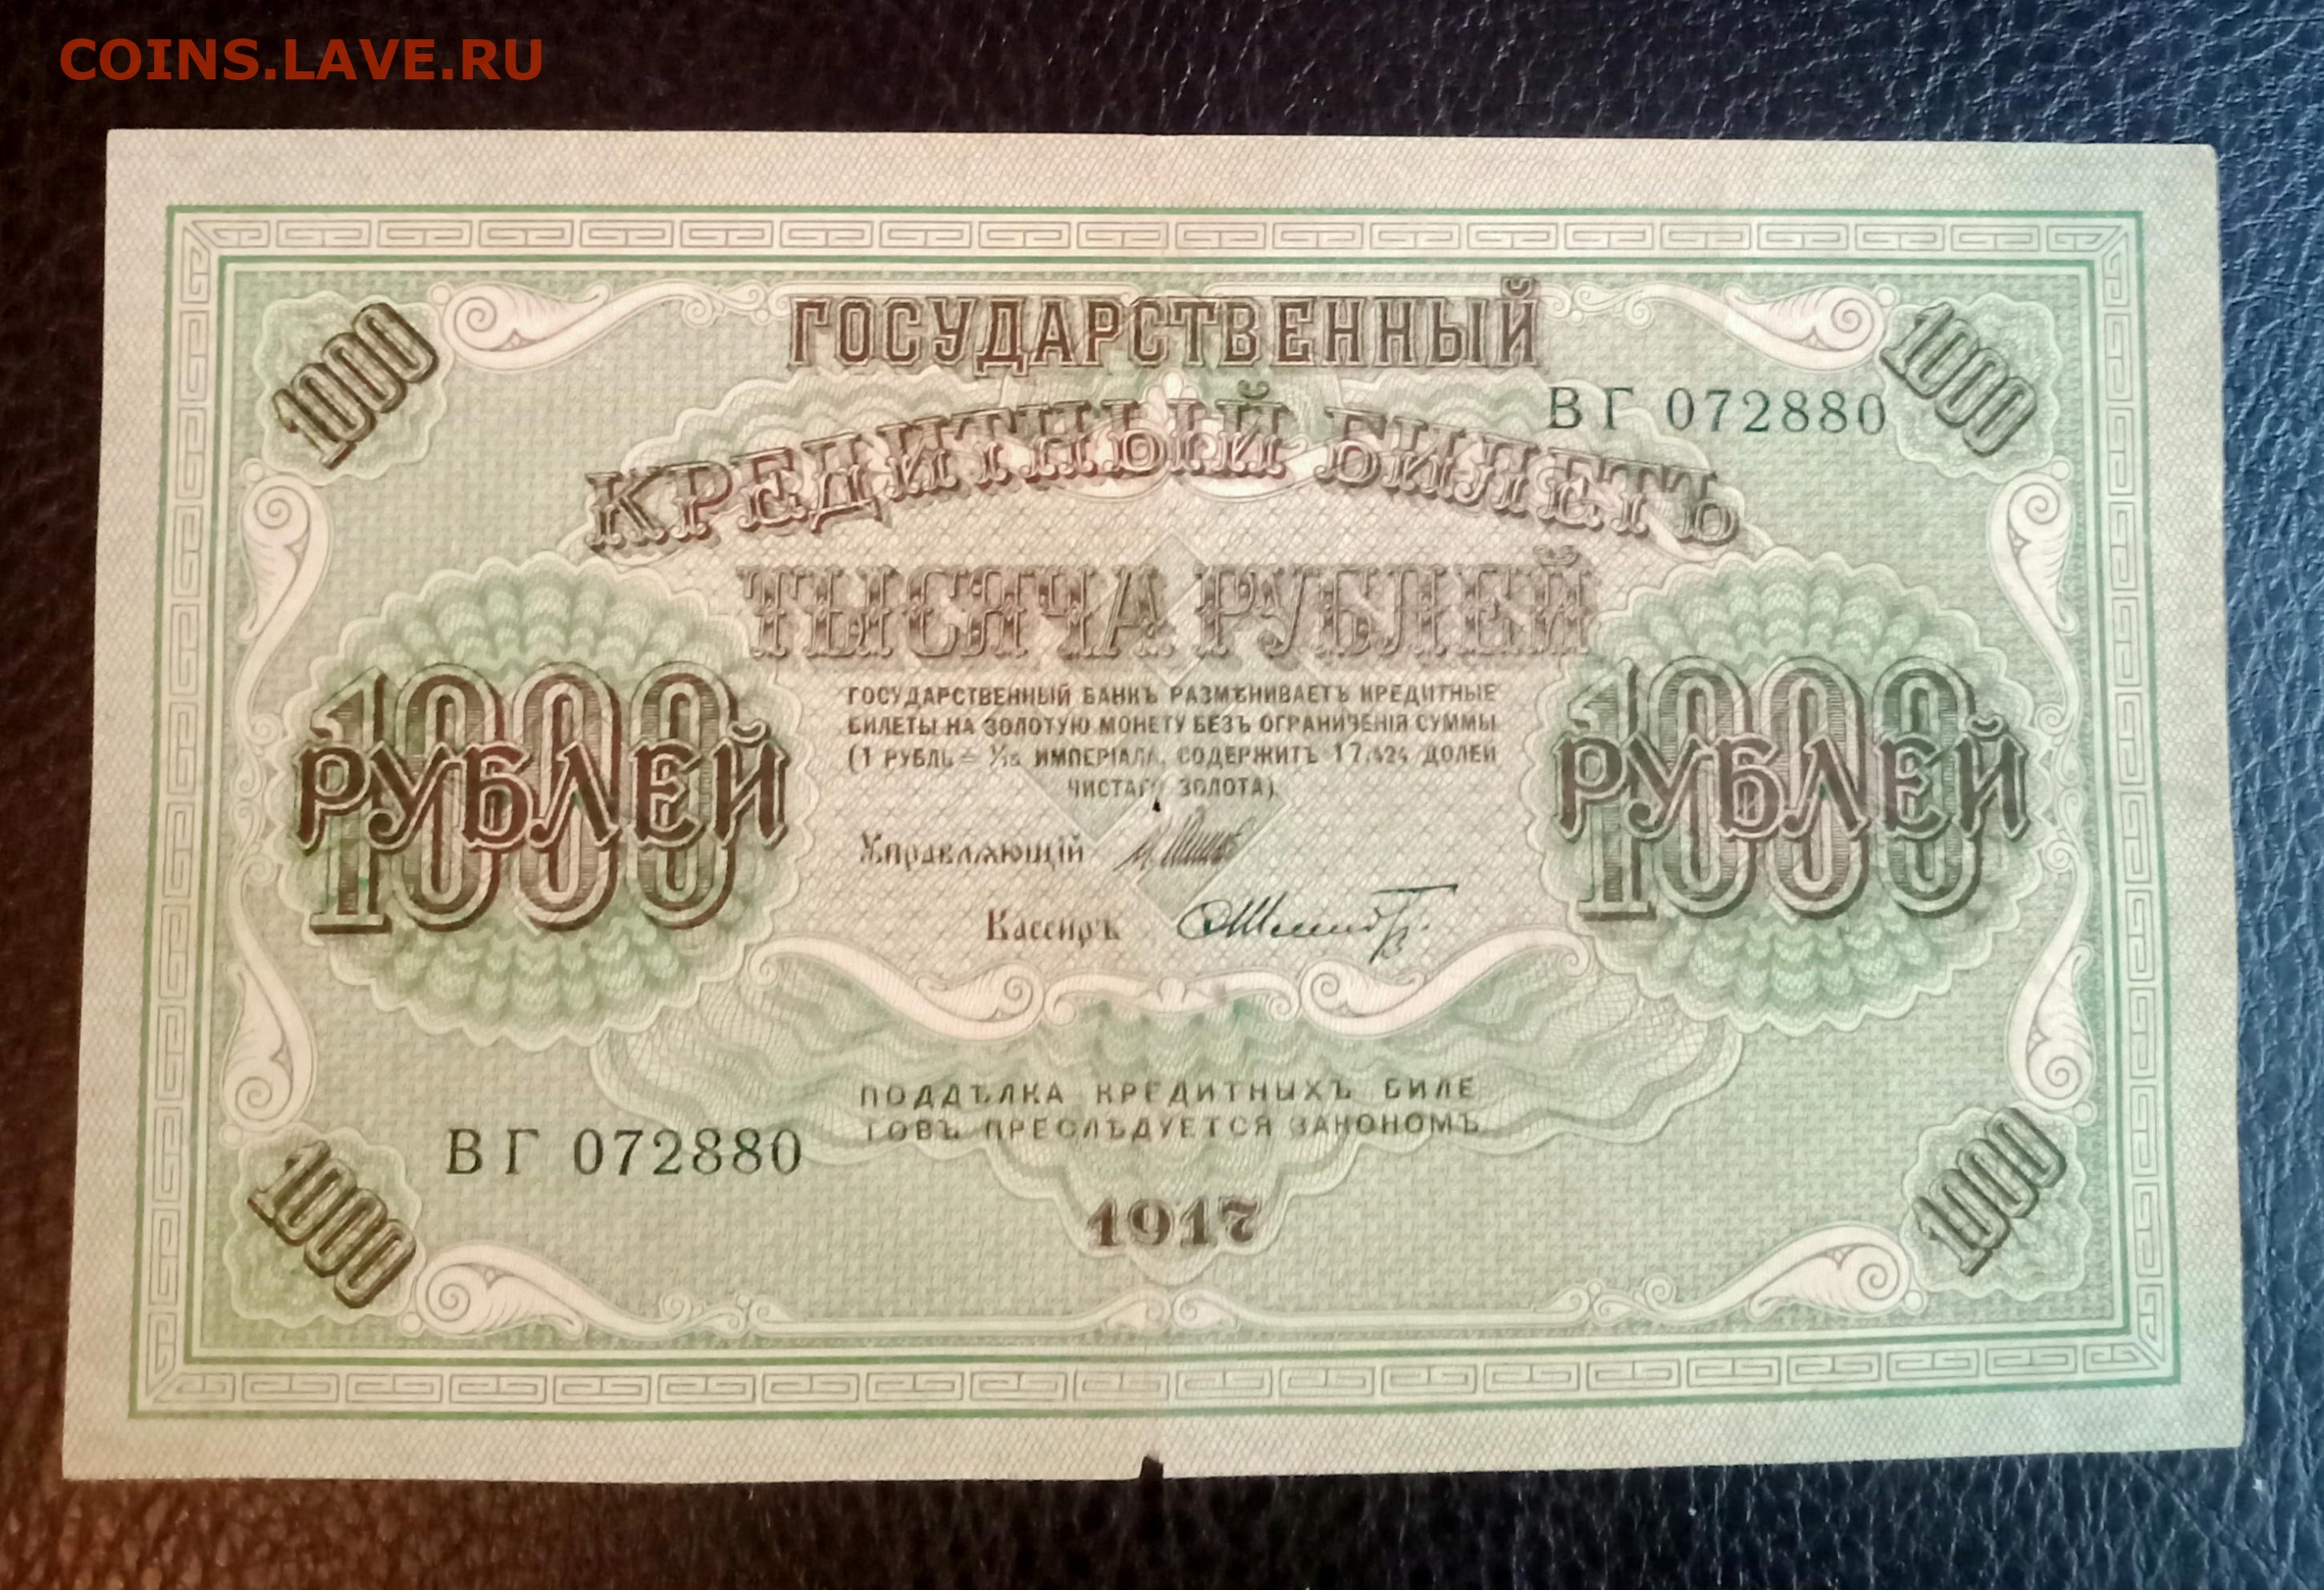 COINS.LAVE.RU
ГОСУДАРСТВЕННЫЙ
1000
1000
ВГ 072880
КРЕДИТНЫЙ БИЛЕТЪ
ТЫСЯЧА РУБЛЕЙ
1000
РУБЛЕЙ
1000
РУБЛЕЙ
ГОСУДАРСТВЕННЫЙ БАНКЪ РАЗМѢНИВАЕТЪ КРЕДИТНЫЕ
БИЛЕТЫ НА ЗОЛОТУЮ МОНЕТУ БЕЗЪ ОГРАНИЧЕНІЯ СУММЫ
(1 РУБЛЬ = 1/15 ИМПЕРІАЛА, СОДЕРЖИТЪ 17,424 ДОЛЕЙ
ЧИСТАГО ЗОЛОТА).
Управляющій
Кассиръ
ПОДДѢЛКА КРЕДИТНЫХЪ БИЛЕ
ТОВЪ ПРЕСЛѢДУЕТСЯ ЗАКОНОМЪ
ВГ 072880
1917
1000
1000